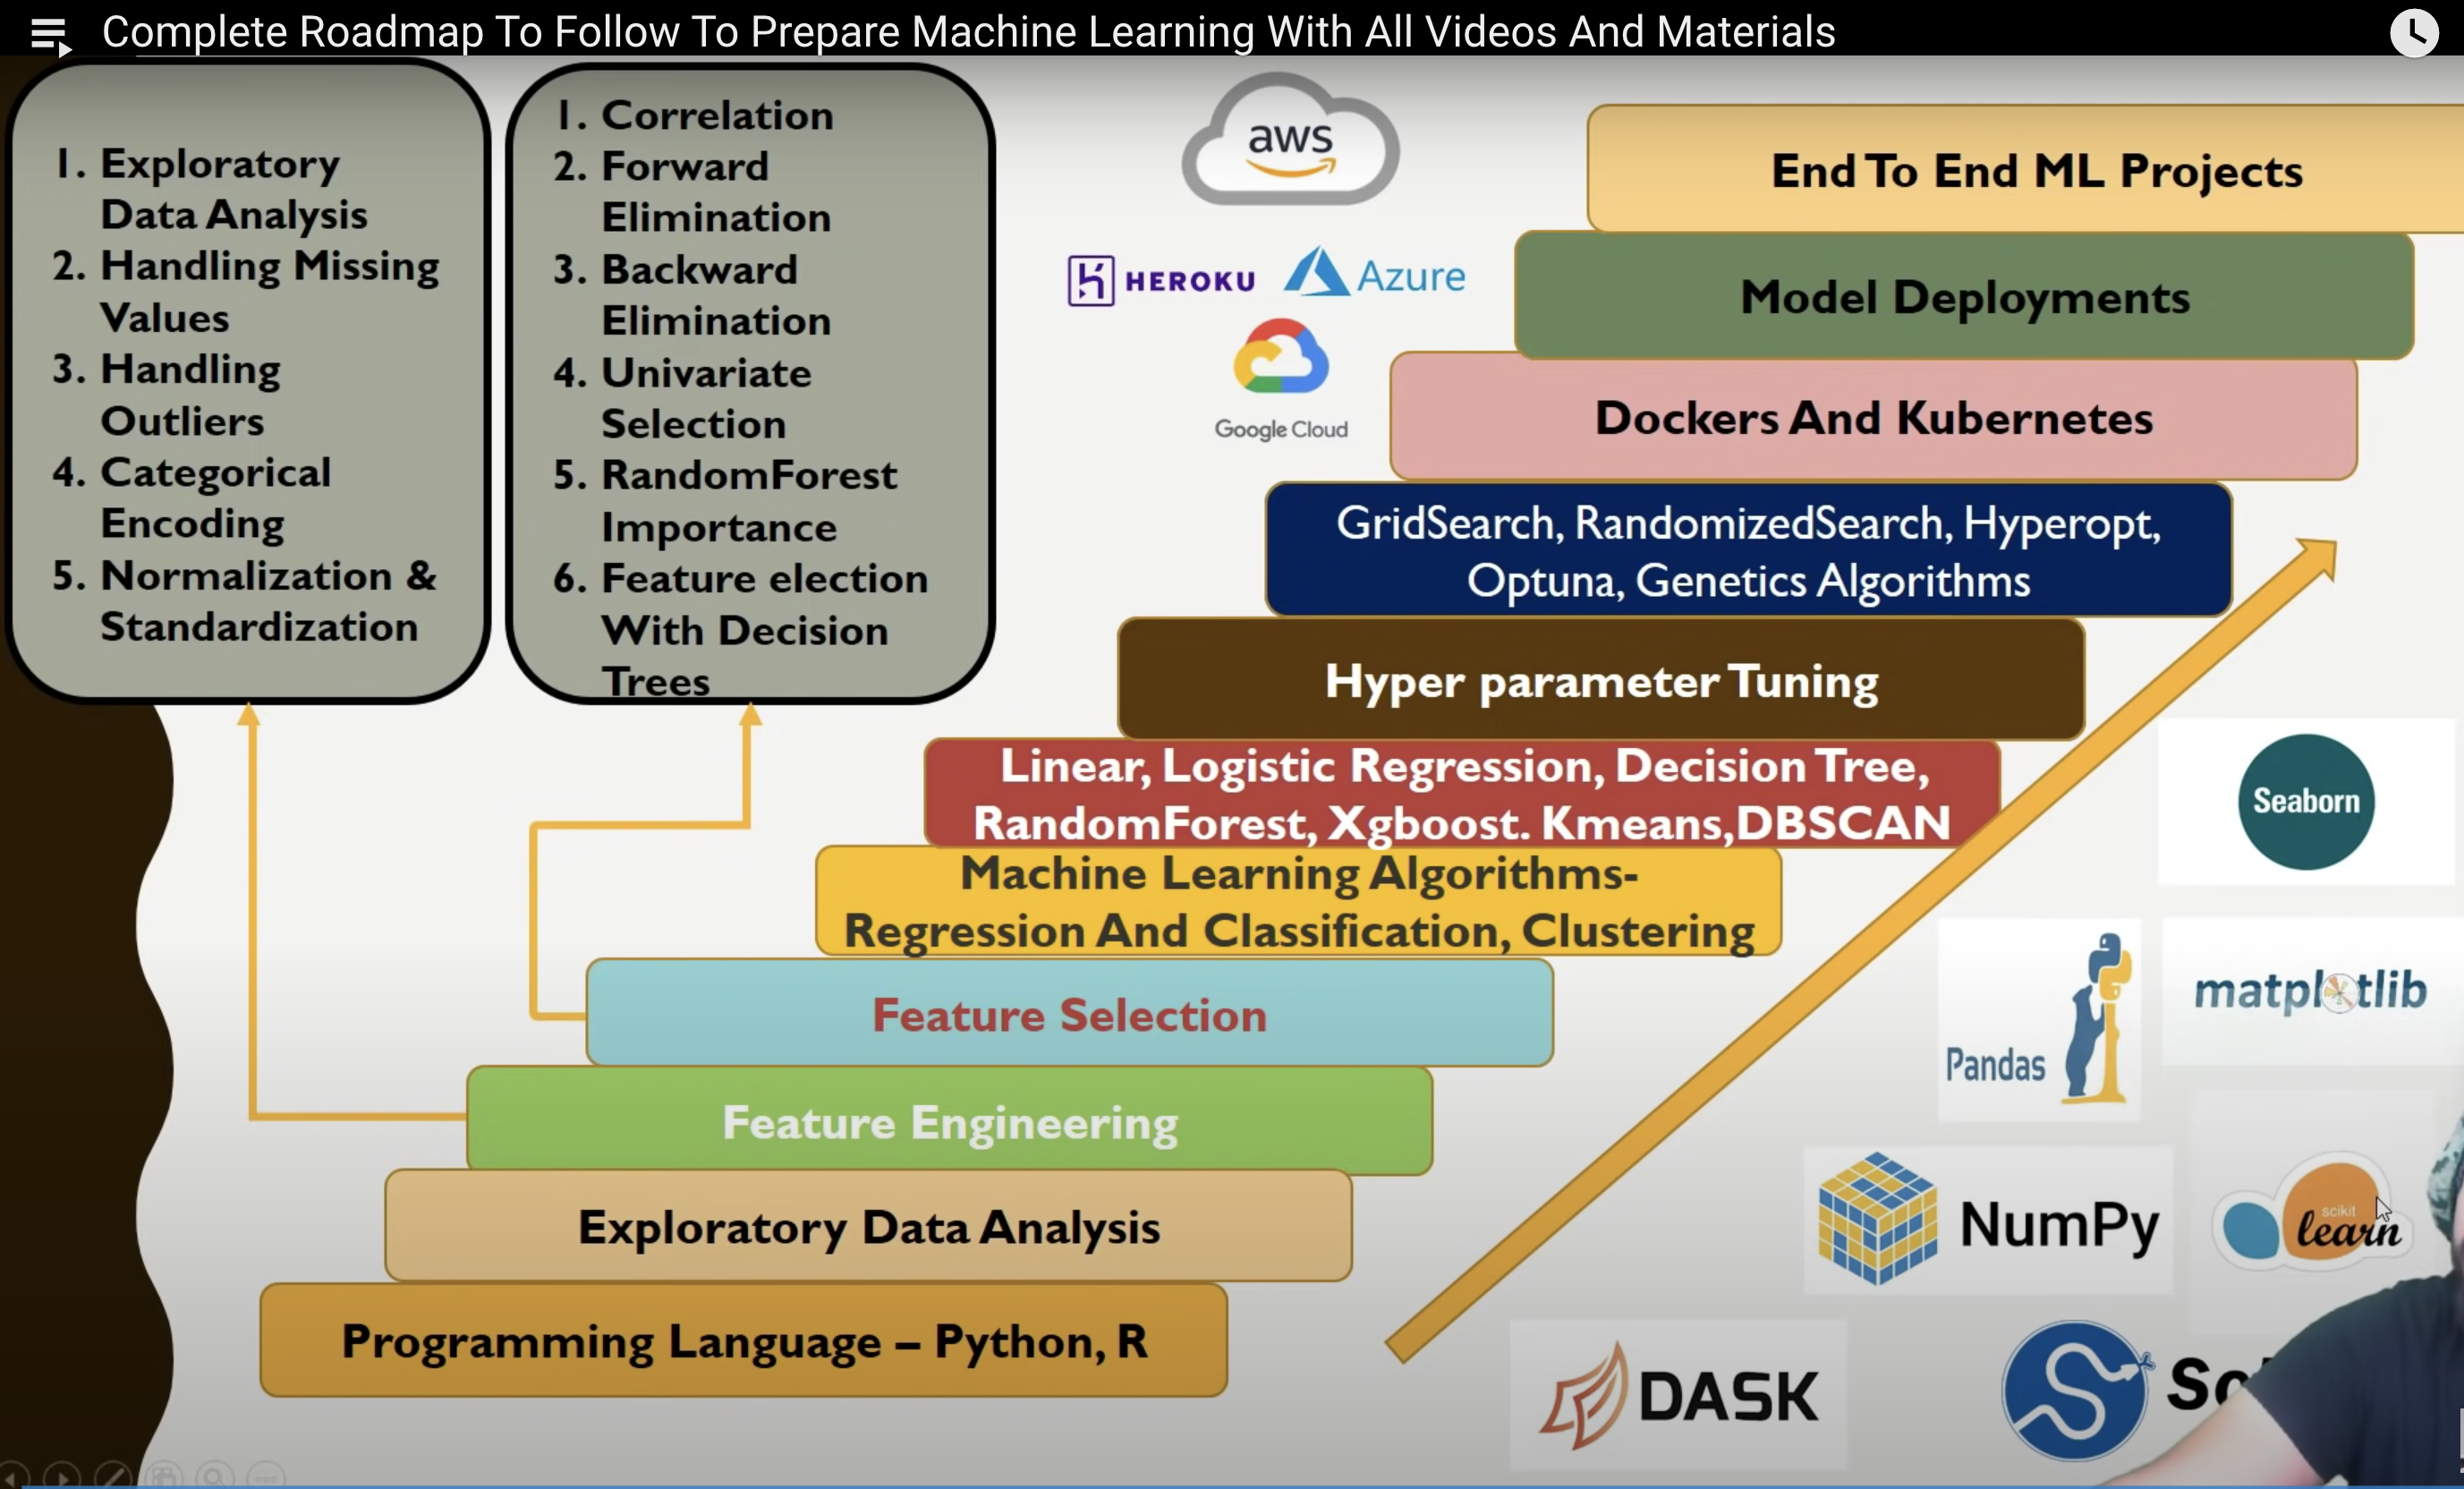 Complete Roadmap To Follow To Prepare Machine Learning With All Videos And Materials
1. Exploratory
Data Analysis
2. Handling Missing
Values
3. Handling
Outliers
4. Categorical
Encoding
5. Normalization &
Standardization
1. Correlation
2. Forward
Elimination
3. Backward
Elimination
4. Univariate
Selection
5. RandomForest
Importance
6. Feature election
With Decision
Trees
aws
HEROKU
Azure
Google Cloud
End To End ML Projects
Model Deployments
Dockers And Kubernetes
GridSearch, RandomizedSearch, Hyperopt,
Optuna, Genetics Algorithms
Hyper parameter Tuning
Linear, Logistic Regression, Decision Tree,
RandomForest, Xgboost. Kmeans,DBSCAN
Machine Learning Algorithms-
Regression And Classification, Clustering
Feature Selection
Feature Engineering
Exploratory Data Analysis
Programming Language – Python, R
Seaborn
Pandas
matplotlib
NumPy
scikit
learn
DASK